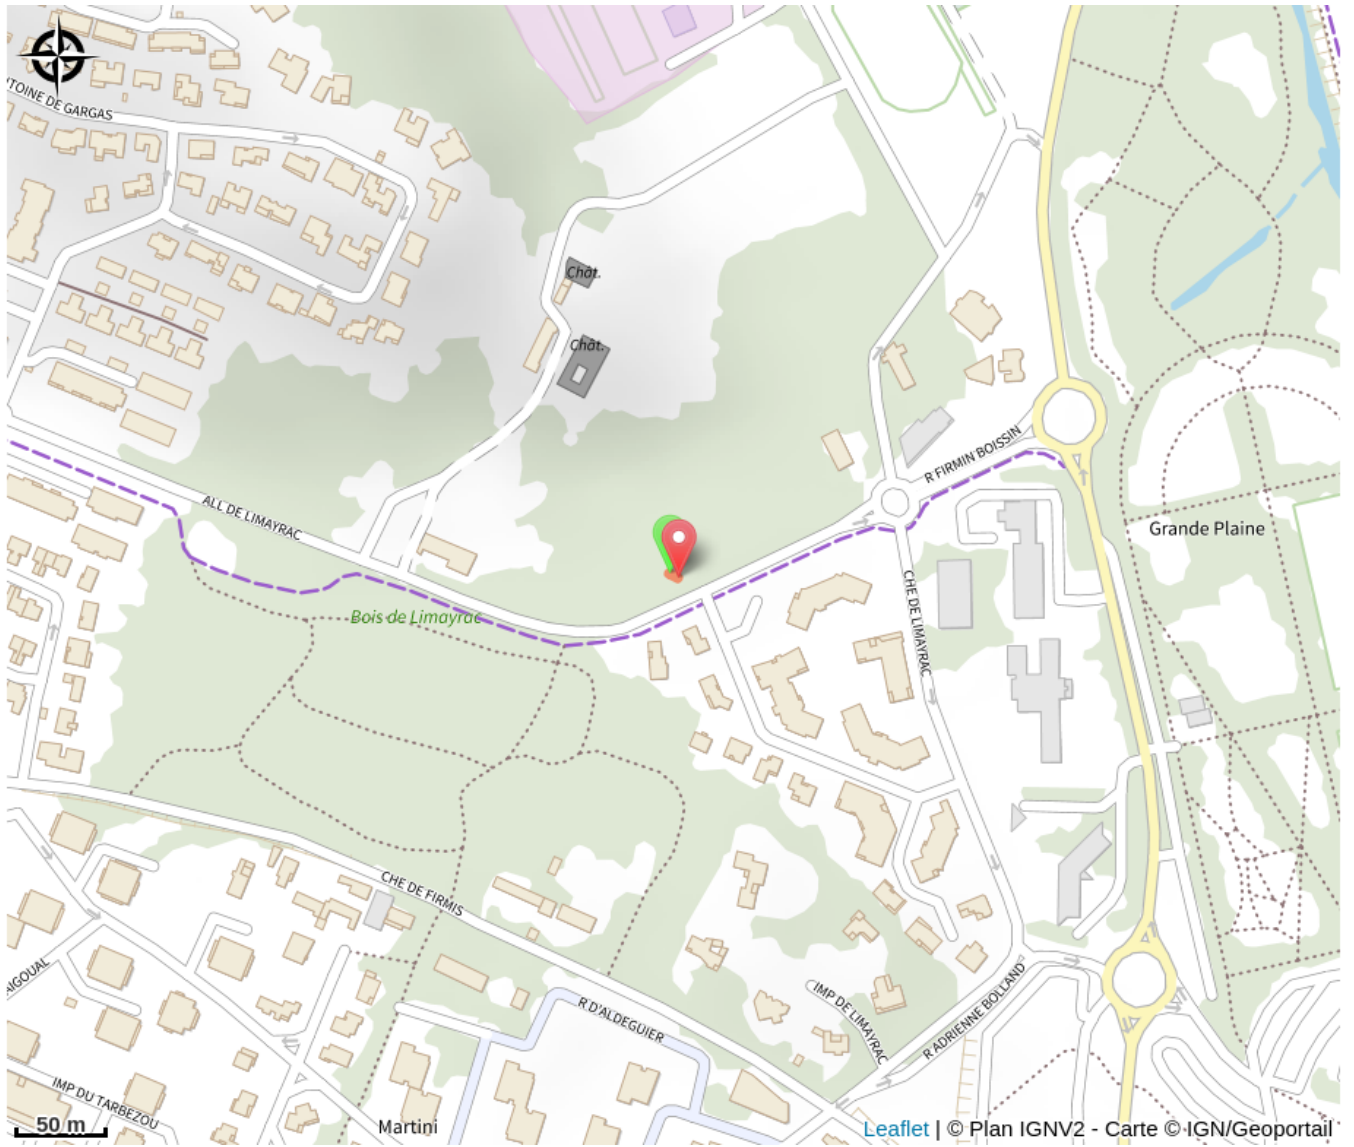 TOINE DE GARGAS
Chât.
Chât.
R FIRMIN BOISSIN
ALL DE LIMAYRAC
Grande Plaine
CHE DE LIMAYRAC
Bois de Limayrac
CHE DE FIRMIS
AIGOUAL
IMP DE LIMAYRAC
R ADRIENNE BOLLAND
R D'ALDEGUIER
IMP DU TARBEZOU
50 m
Martini
Leaflet | © Plan IGNV2 - Carte © IGN/Geoportail